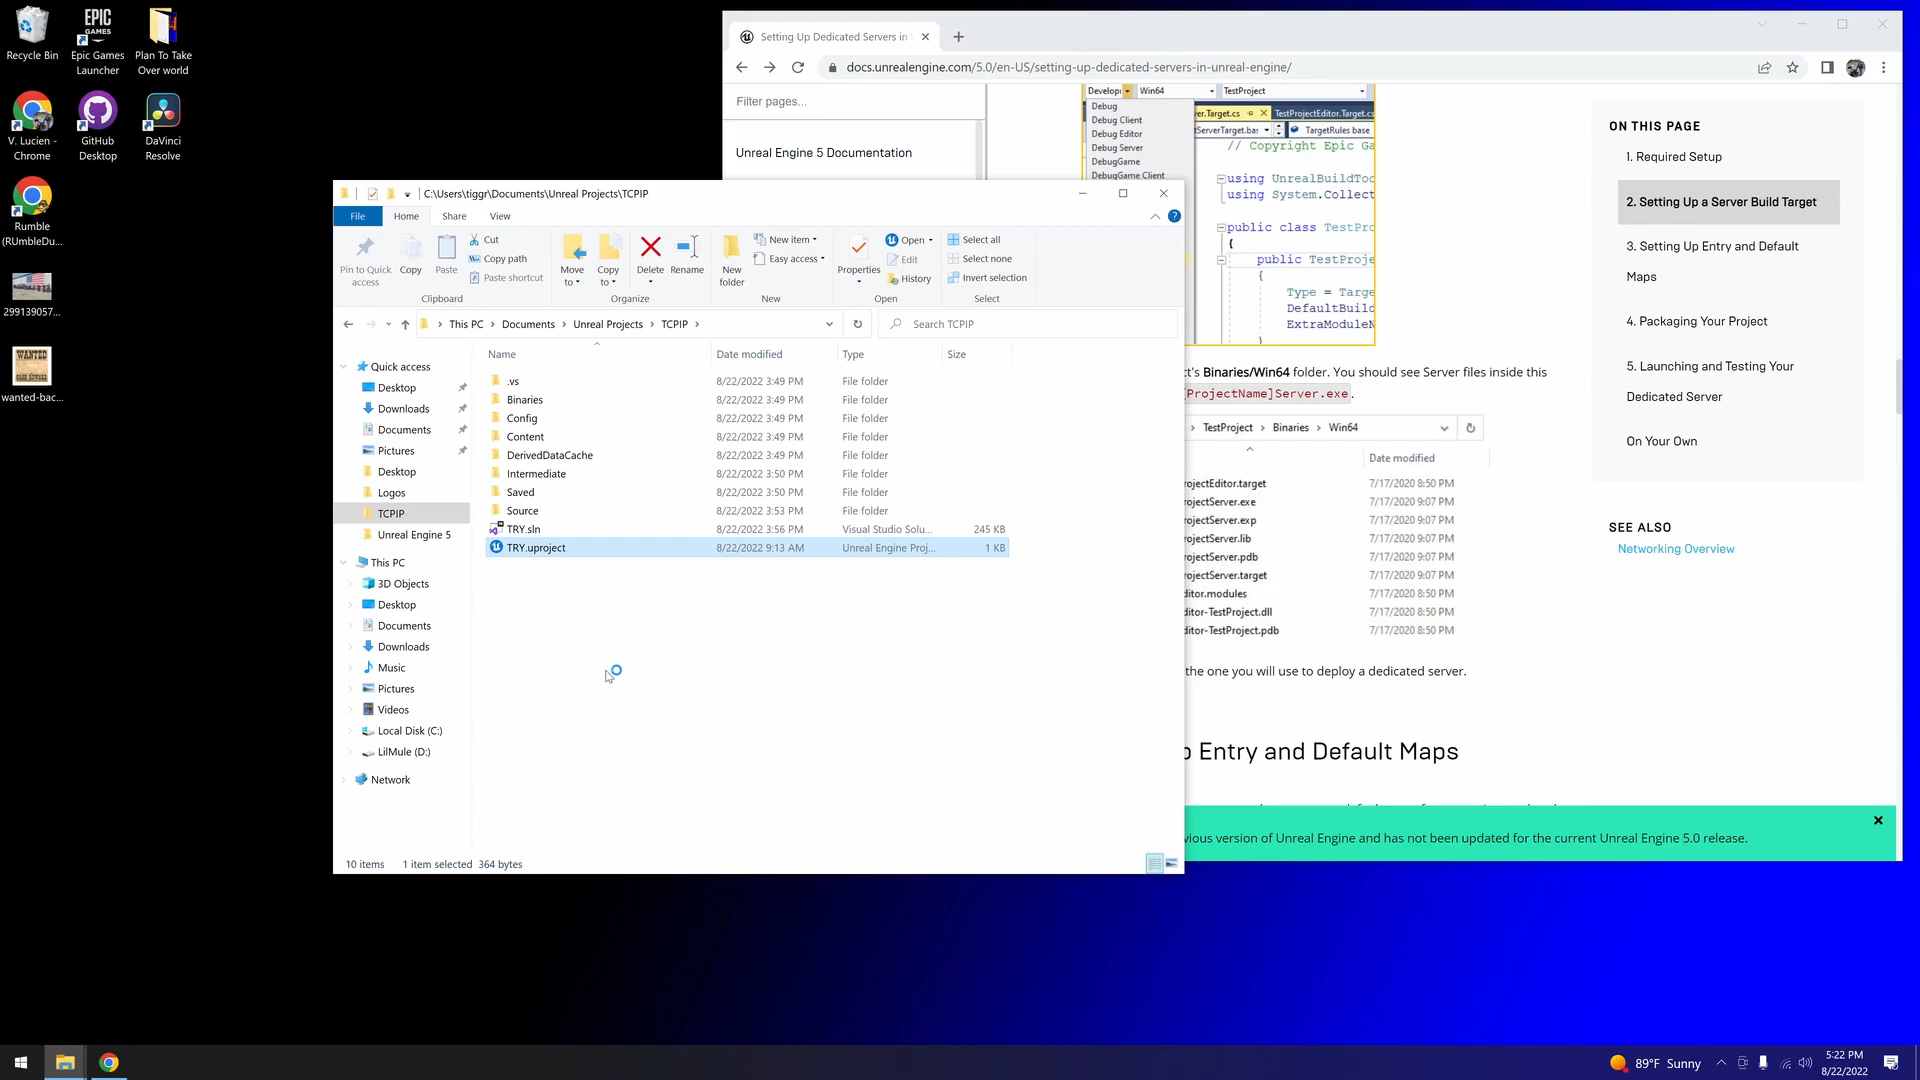 Recycle Bin
Epic Games
Launcher
Plan To Take
Over world
V. Lucien -
Chrome
GitHub
Desktop
DaVinci
Resolve
Rumble
(RUmbleDu...
299139057...
WANTED
wanted-bac...
Setting Up Dedicated Servers in
docs.unrealengine.com/5.0/en-US/setting-up-dedicated-servers-in-unreal-engine/
Filter pages...
Unreal Engine 5 Documentation
Develop
Win64
TestProject
Debug
Debug Client
Debug Editor
Debug Server
DebugGame
DebugGame Client
er.Target.cs
TestProjectEditor.Target.cs
tServerTarget.ba
TargetRules base
// Copyright Epic Ga
using UnrealBuildToo
using System.Collect
public class TestPro
{
public TestProje
{
Type = Targe
DefaultBuild
ExtraModuleN
}
ON THIS PAGE
1. Required Setup
2. Setting Up a Server Build Target
3. Setting Up Entry and Default
Maps
4. Packaging Your Project
5. Launching and Testing Your
Dedicated Server
On Your Own
SEE ALSO
Networking Overview
C:\Users\tiggr\Documents\Unreal Projects\TCPIP
File
Home
Share
View
Pin to Quick
access
Copy
Paste
Cut
Copy path
Paste shortcut
Clipboard
Move
to
Copy
to
Delete
Rename
Organize
New
folder
New item
Easy access
New
Properties
Open
Edit
History
Open
Select all
Select none
Invert selection
Select
This PC
Documents
Unreal Projects
TCPIP
Search TCPIP
Name
Date modified
Type
Size
Quick access
Desktop
Downloads
Documents
Pictures
Desktop
Logos
TCPIP
Unreal Engine 5
This PC
3D Objects
Desktop
Documents
Downloads
Music
Pictures
Videos
Local Disk (C:)
LilMule (D:)
Network
.vs 8/22/2022 3:49 PM File folder
Binaries 8/22/2022 3:49 PM File folder
Config 8/22/2022 3:49 PM File folder
Content 8/22/2022 3:49 PM File folder
DerivedDataCache 8/22/2022 3:49 PM File folder
Intermediate 8/22/2022 3:50 PM File folder
Saved 8/22/2022 3:50 PM File folder
Source 8/22/2022 3:53 PM File folder
TRY.sln 8/22/2022 3:56 PM Visual Studio Solu... 245 KB
TRY.uproject 8/22/2022 9:13 AM Unreal Engine Proj... 1 KB
10 items 1 item selected 364 bytes
ct's Binaries/Win64 folder. You should see Server files inside this
[ProjectName]Server.exe.
TestProject
Binaries
Win64
Date modified
rojectEditor.target 7/17/2020 8:50 PM
rojectServer.exe 7/17/2020 9:07 PM
rojectServer.exp 7/17/2020 9:07 PM
rojectServer.lib 7/17/2020 9:07 PM
rojectServer.pdb 7/17/2020 9:07 PM
rojectServer.target 7/17/2020 9:07 PM
ditor.modules 7/17/2020 8:50 PM
ditor-TestProject.dll 7/17/2020 8:50 PM
ditor-TestProject.pdb 7/17/2020 8:50 PM
the one you will use to deploy a dedicated server.
Entry and Default Maps
vious version of Unreal Engine and has not been updated for the current Unreal Engine 5.0 release.
89°F Sunny
5:22 PM
8/22/2022